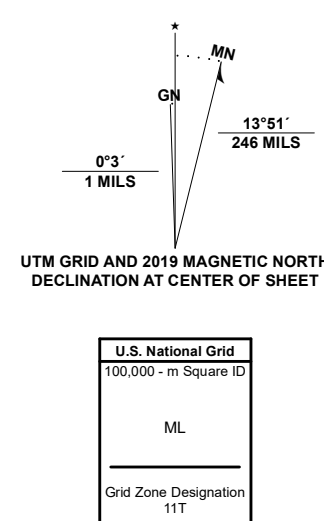 ★
MN
GN
13°51´
246 MILS
0°3´
1 MILS
UTM GRID AND 2019 MAGNETIC NORTH
DECLINATION AT CENTER OF SHEET
U.S. National Grid
100,000 - m Square ID
ML
Grid Zone Designation
11T